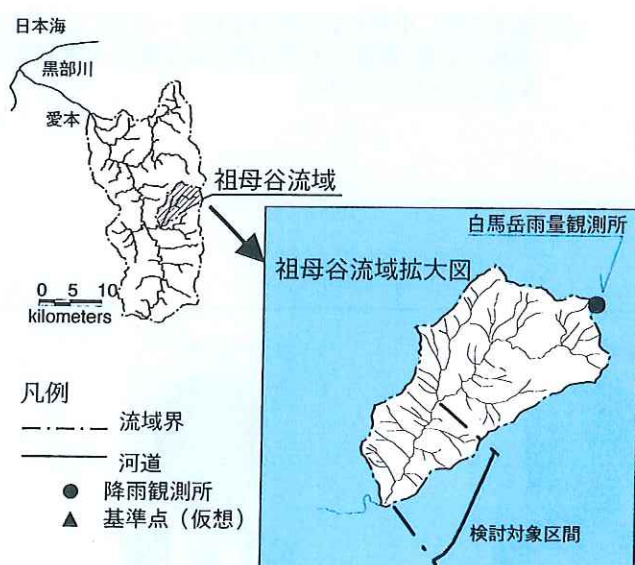 日本海
黒部川
愛本
祖母谷流域
白馬岳雨量観測所
祖母谷流域拡大図
0 5 10
kilometers
凡例
流域界
河道
降雨観測所
基準点（仮想）
検討対象区間